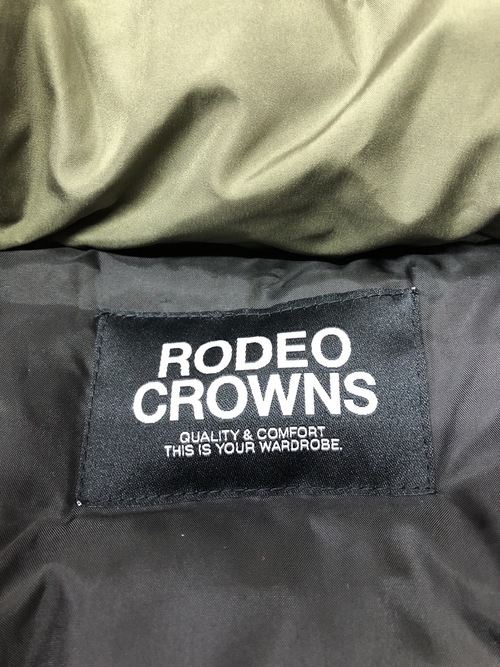 RODEO
CROWNS
QUALITY & COMFORT
THIS IS YOUR WARDROBE.